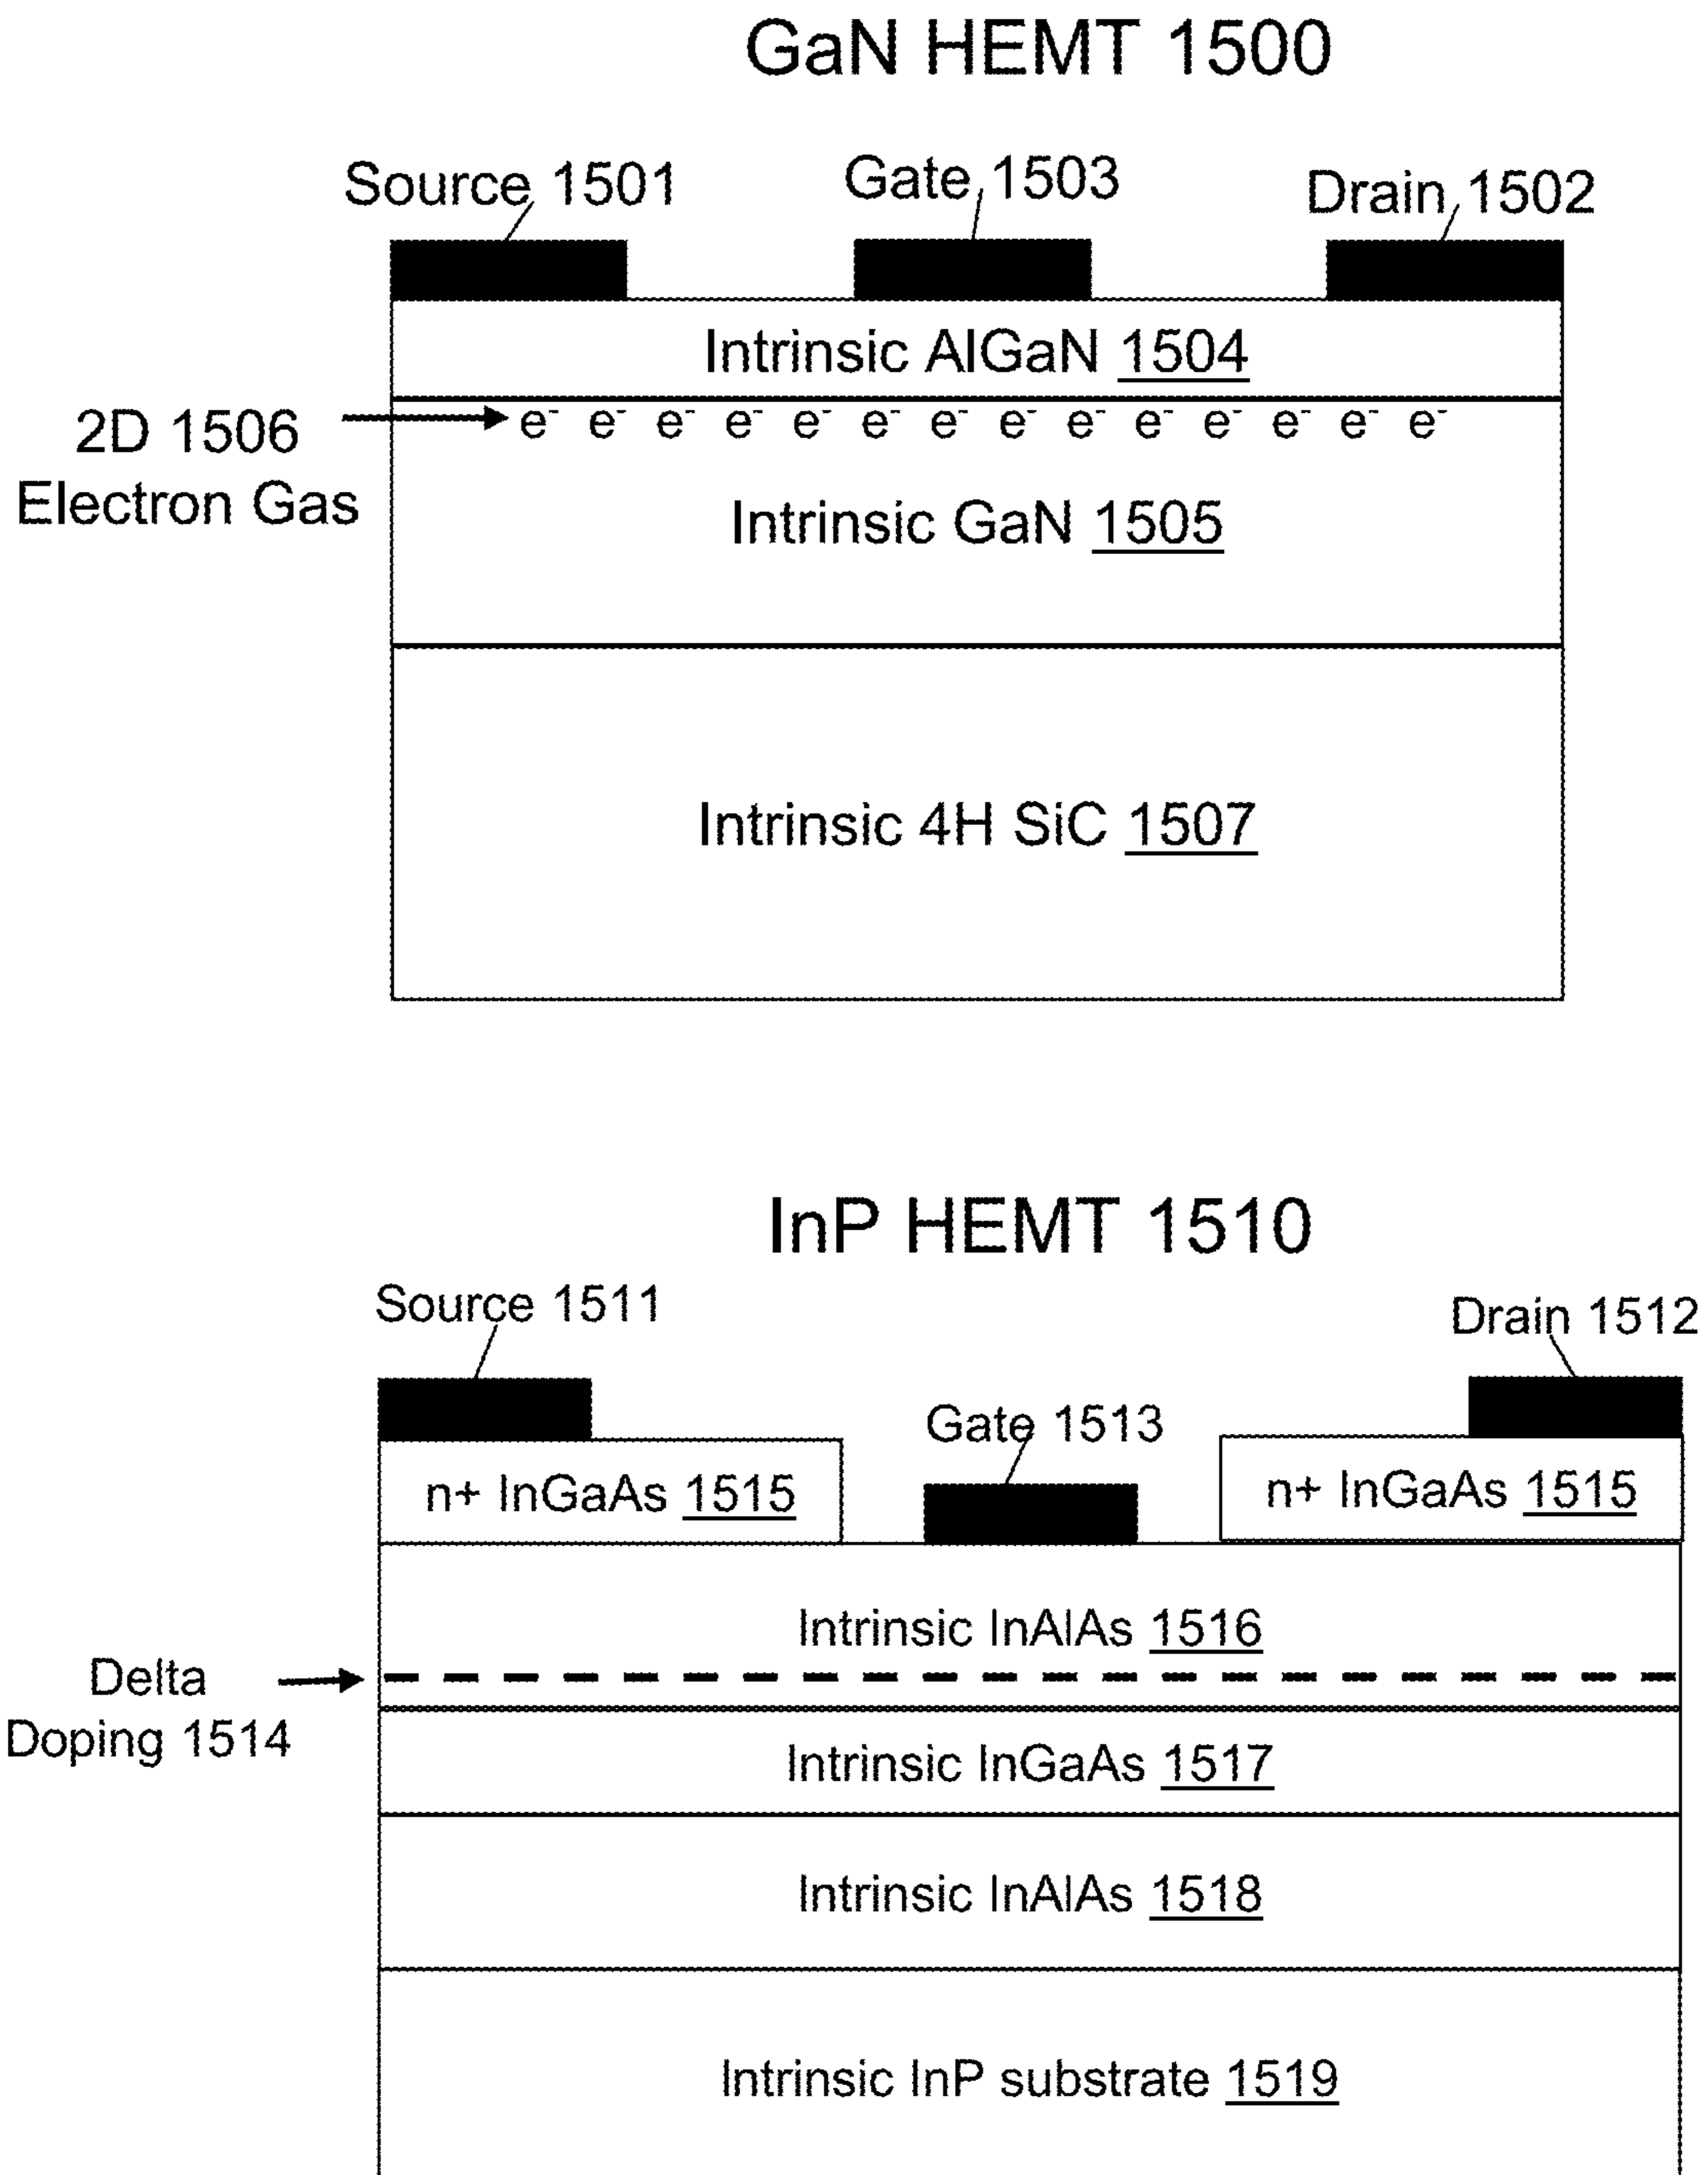 GaN HEMT 1500
Source 1501
Gate 1503
Drain 1502
Intrinsic AlGaN 1504
2D 1506
Electron Gas
e- e- e- e- e- e- e- e- e- e- e- e- e- e-
Intrinsic GaN 1505
Intrinsic 4H SiC 1507
InP HEMT 1510
Source 1511
Drain 1512
Gate 1513
n+ InGaAs 1515
n+ InGaAs 1515
Intrinsic InAlAs 1516
Delta
Doping 1514
Intrinsic InGaAs 1517
Intrinsic InAlAs 1518
Intrinsic InP substrate 1519